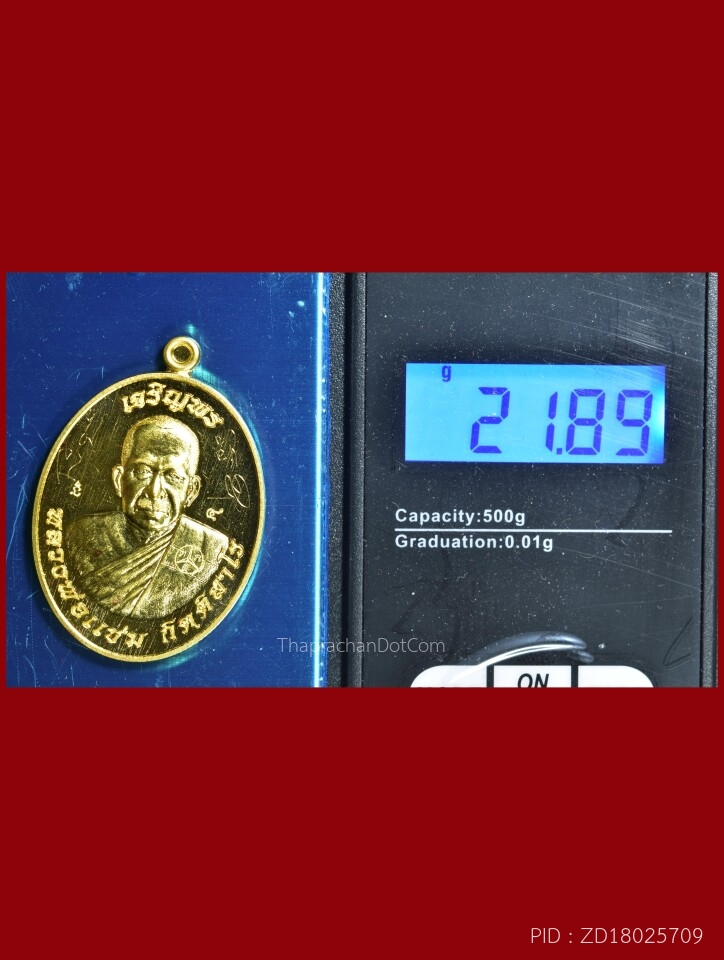 เจริญพร
หลวงพ่อแช่ม ฐิตติสาโร
g
21.89
Capacity:500g
Graduation:0.01g
ThaprachanDotCom
ON
PID : ZD18025709